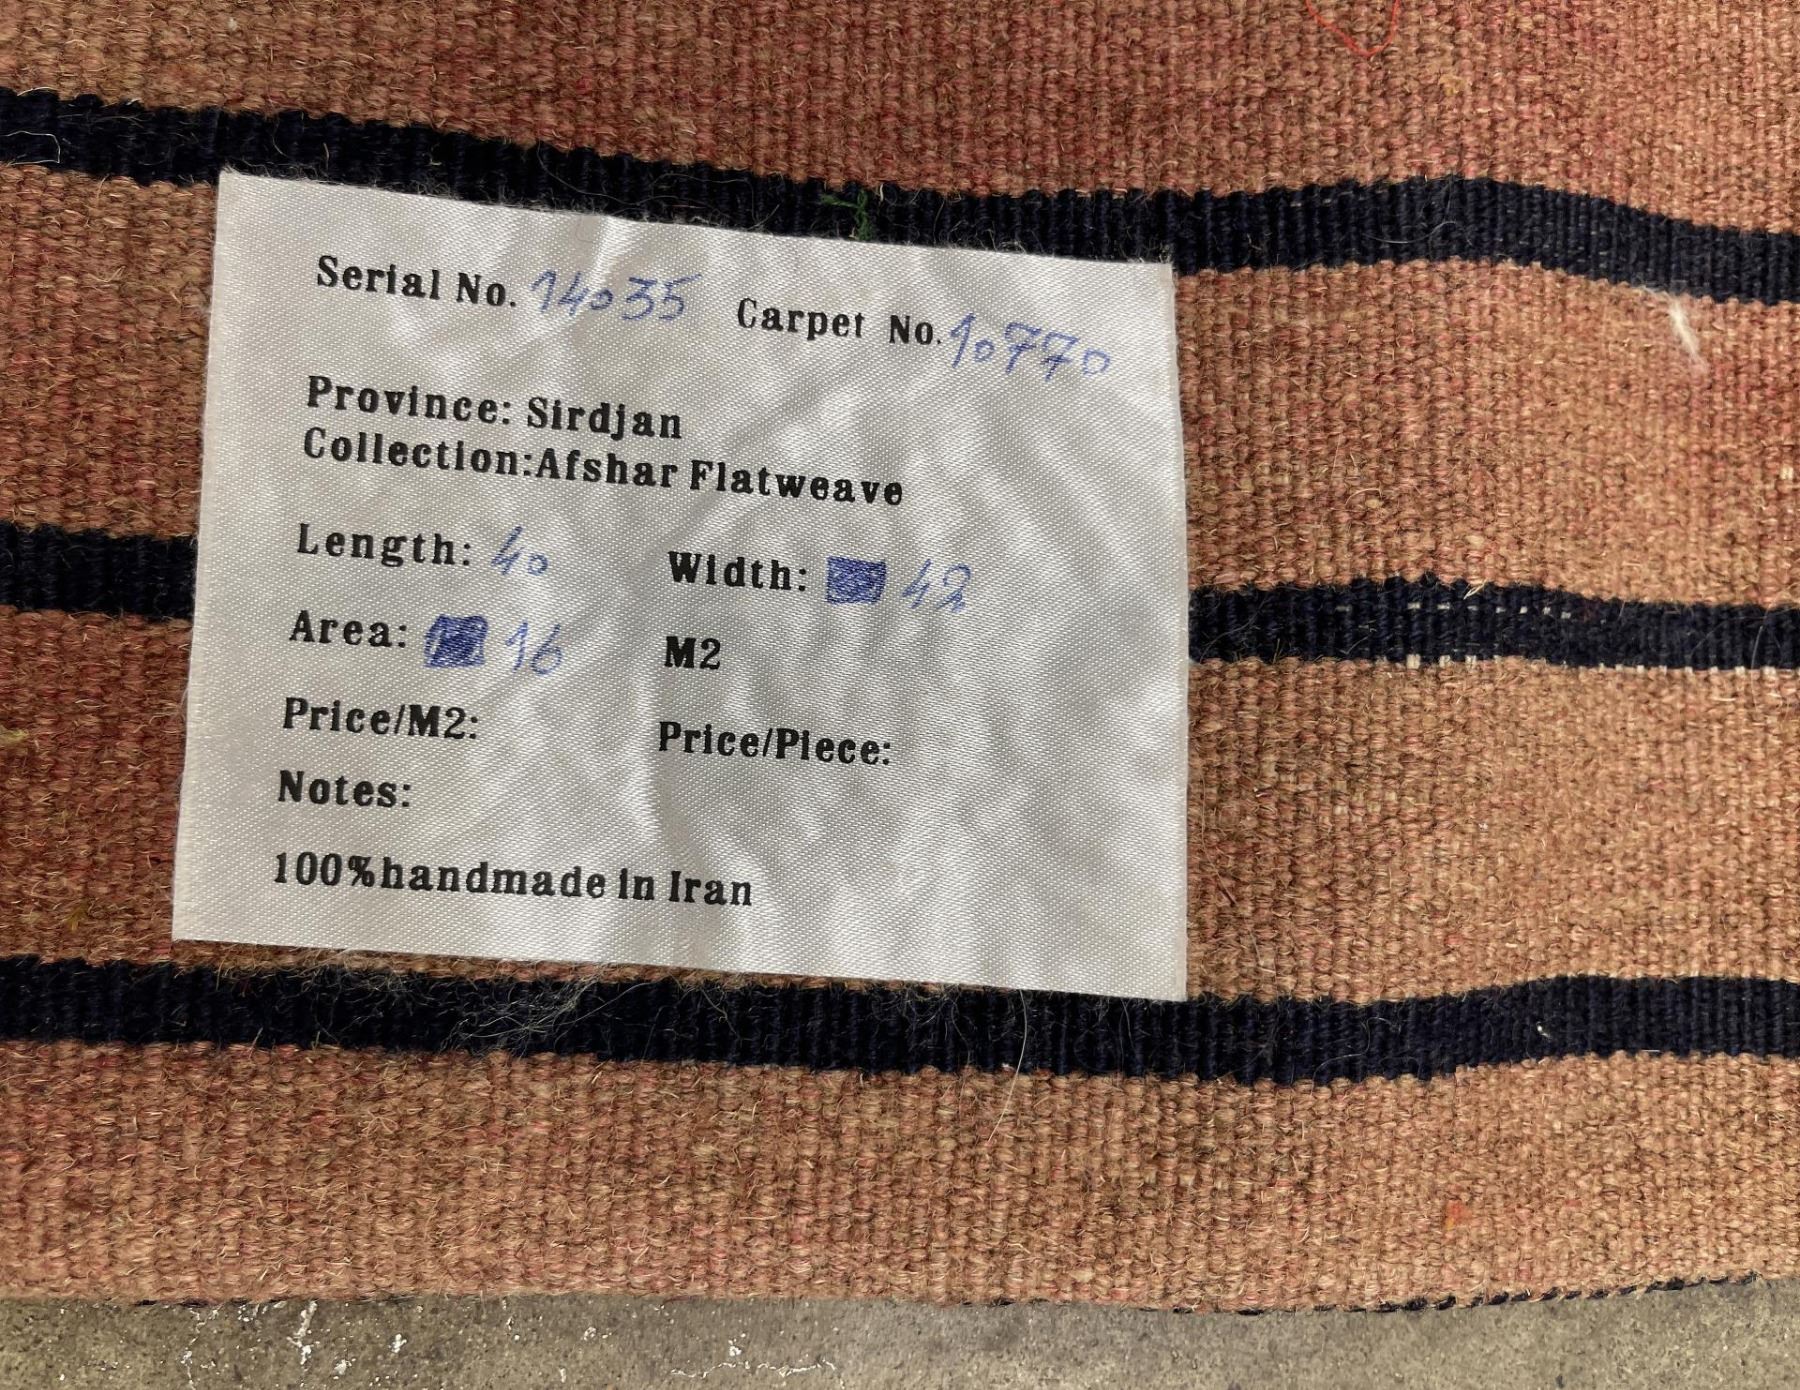 Serial No. 14035 Carpet No. 10770
Province: Sirdjan
Collection:Afshar Flatweave
Length: 40 Width: 42
Area: 16 M2
Price/M2: Price/Piece:
Notes:
100%handmade in Iran